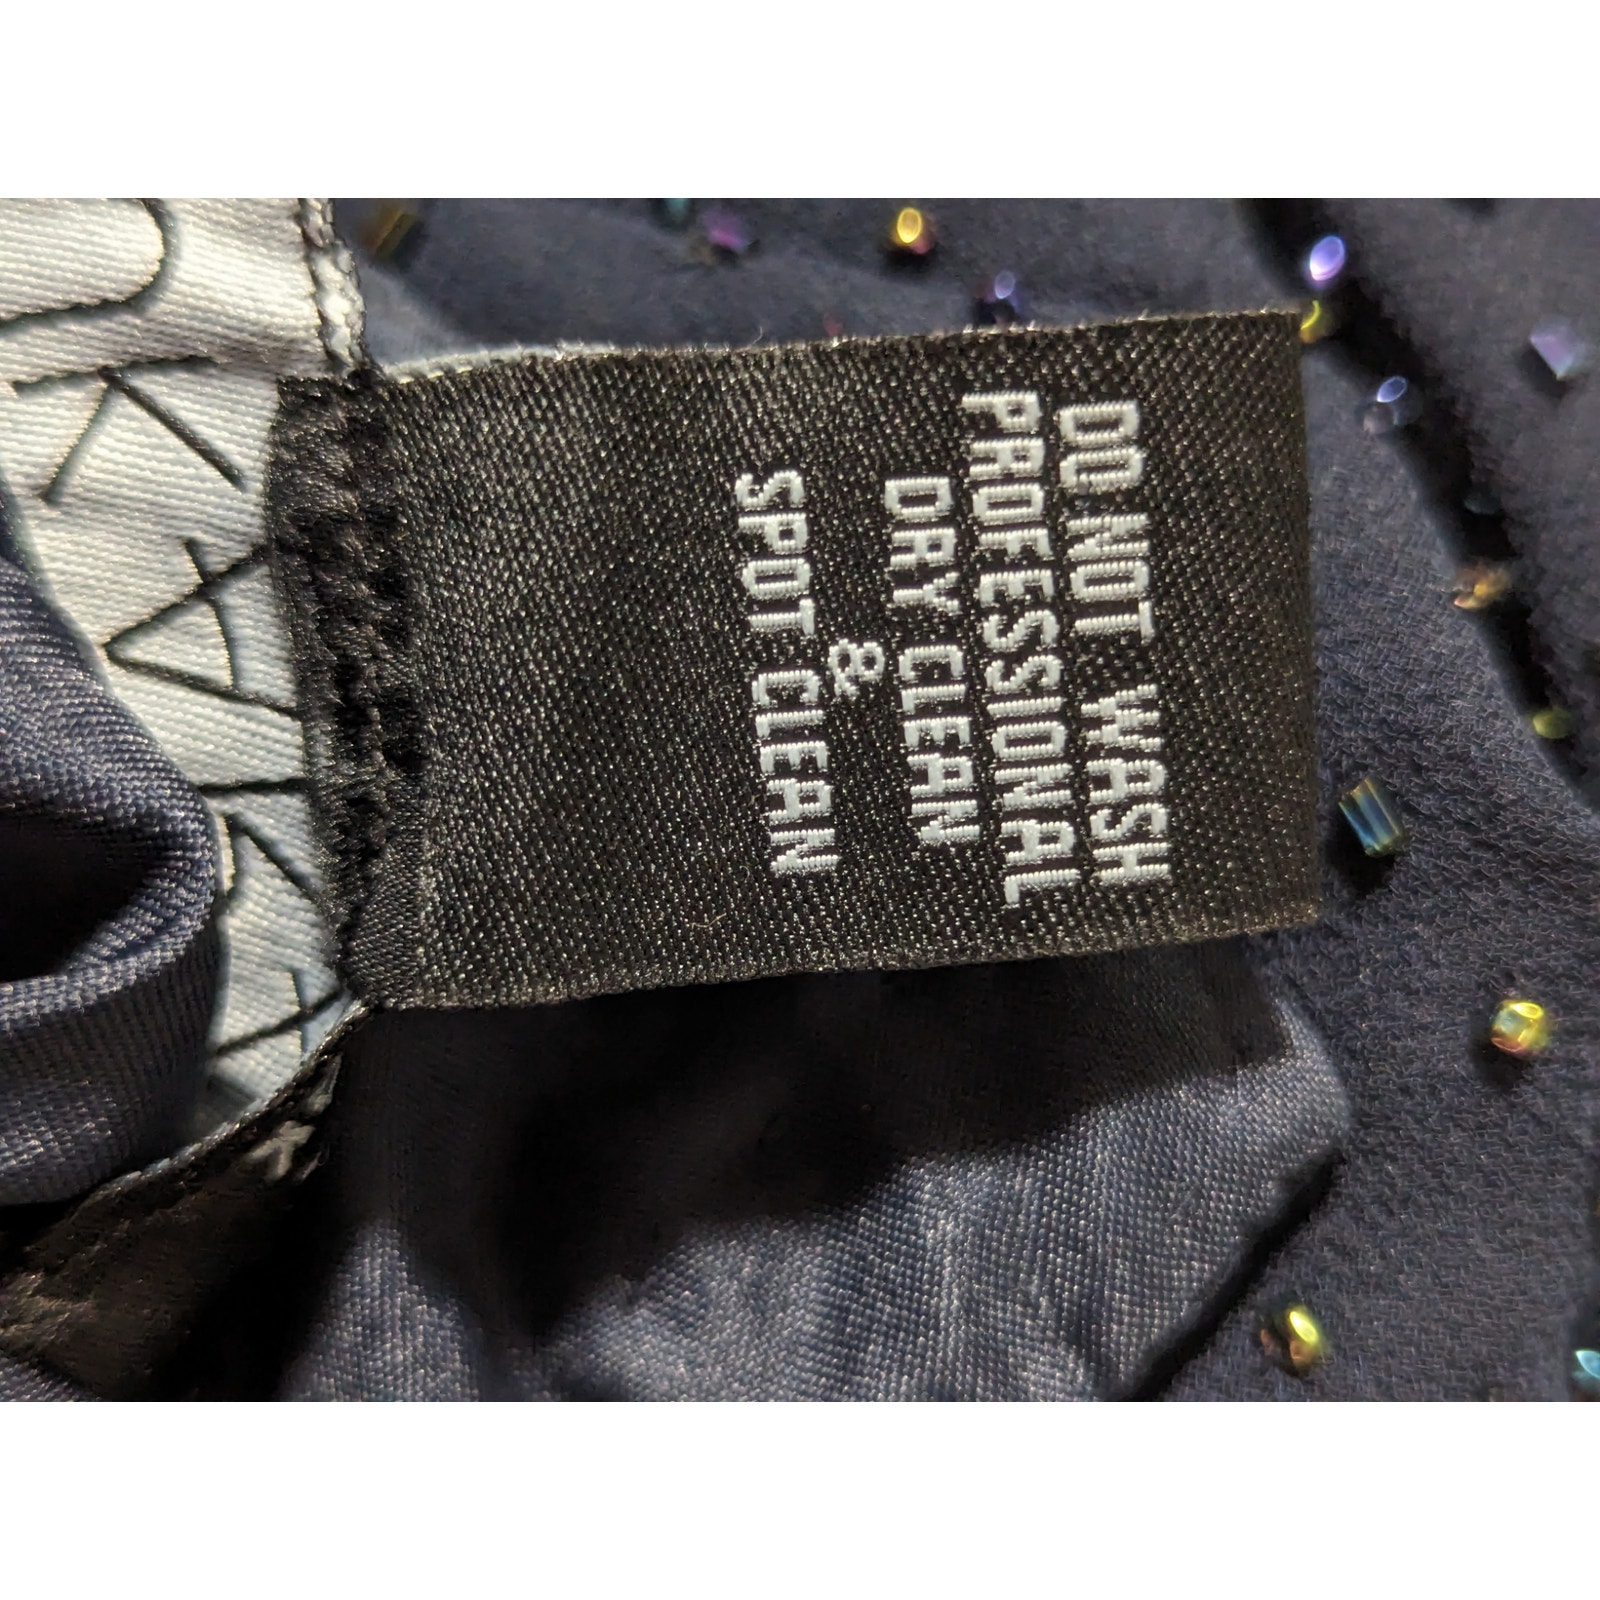 DO NOT WASH
PROFESSIONAL
DRY CLEAN
&
SPOT CLEAN